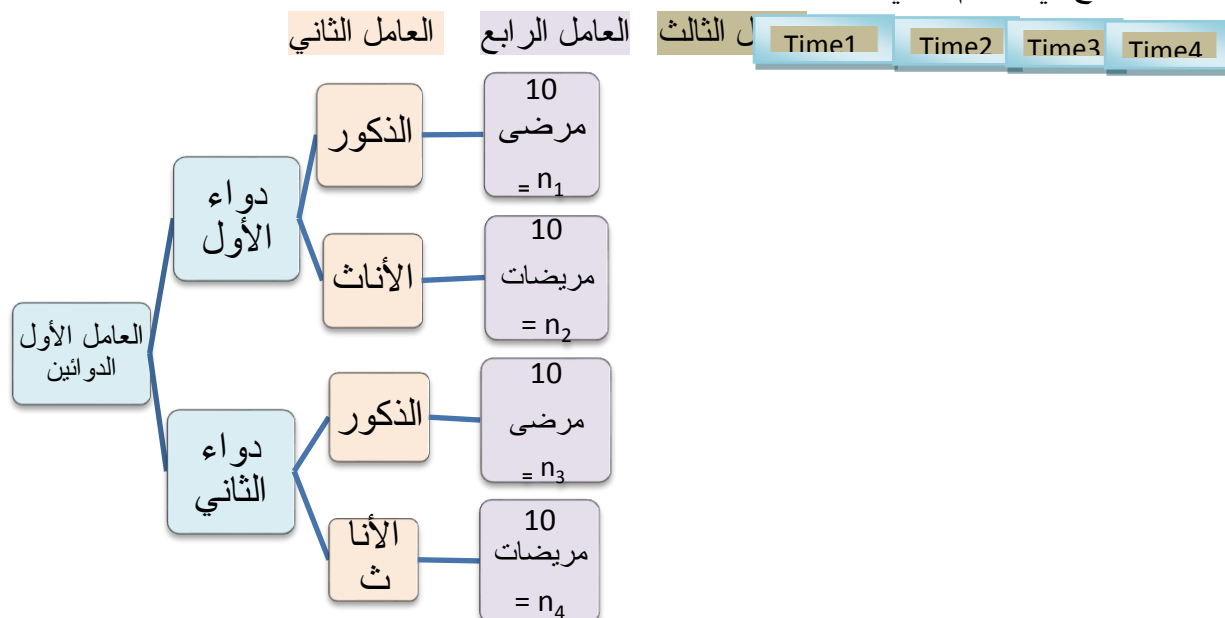 العامل الثاني
العامل الرابع
الثالث
Time1
Time2
Time3
Time4
العامل الأول
الدوائين
دواء
الأول
الذكور
10
مرضى
= n1
الأناث
10
مريضات
= n2
دواء
الثاني
الذكور
10
مرضى
= n3
الأنا
ث
10
مريضات
= n4